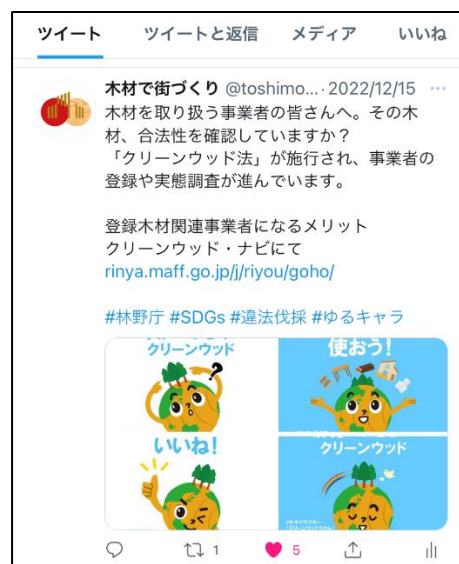 ツイート ツイートと返信 メディア いいね
木材で街づくり @toshimo... · 2022/12/15 ···
木材を取り扱う事業者の皆さんへ。その木
材、合法性を確認していますか?
「クリーンウッド法」が施行され、事業者の
登録や実態調査が進んでいます。
登録木材関連事業者になるメリット
クリーンウッド・ナビにて
rinya.maff.go.jp/j/riyou/goho/
#林野庁 #SDGs #違法伐採 #ゆるキャラ
クリーンウッド
?
使おう!
いいね!
クリーンウッド
1 5